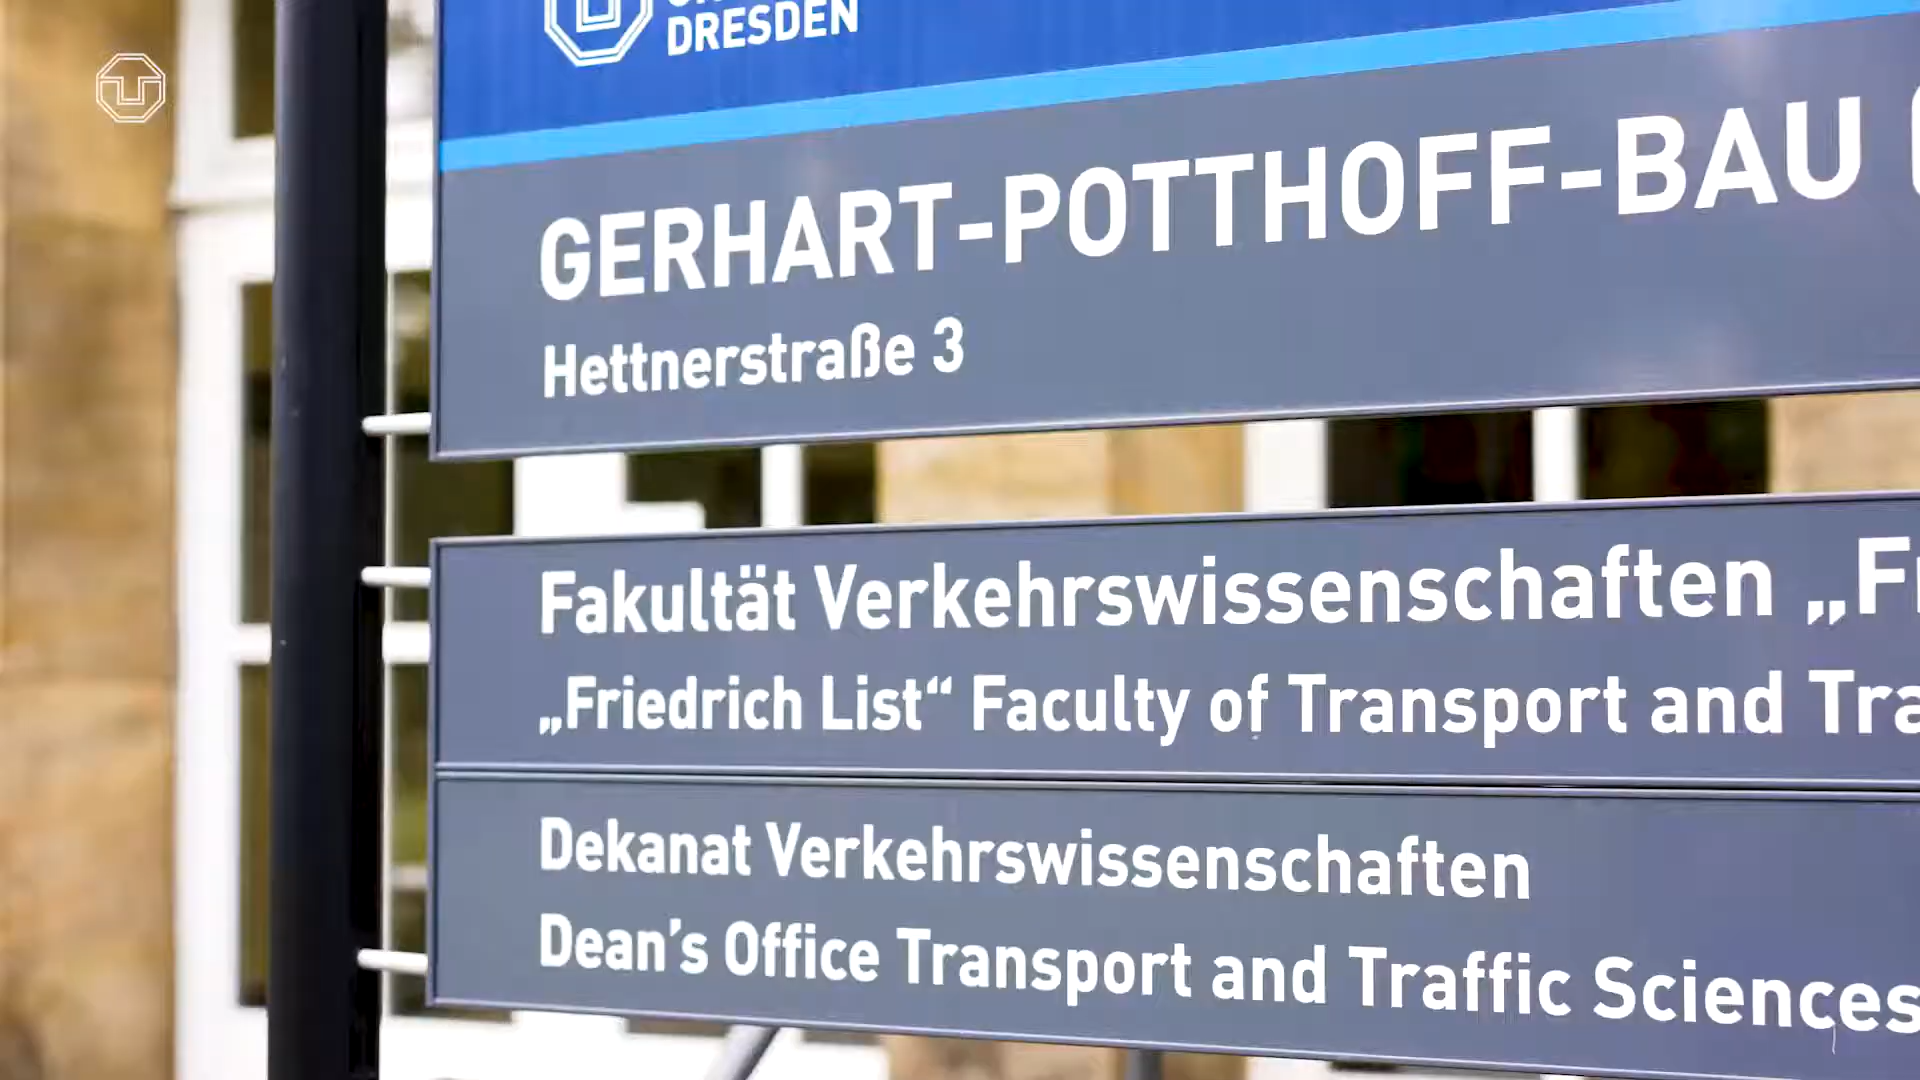 DRESDEN
GERHART-POTTHOFF-BAU
Hettnerstraße 3
Fakultät Verkehrswissenschaften
„Friedrich List“ Faculty of Transport and
Dekanat Verkehrswissenschaften
Dean’s Office Transport and Traffic Sciences